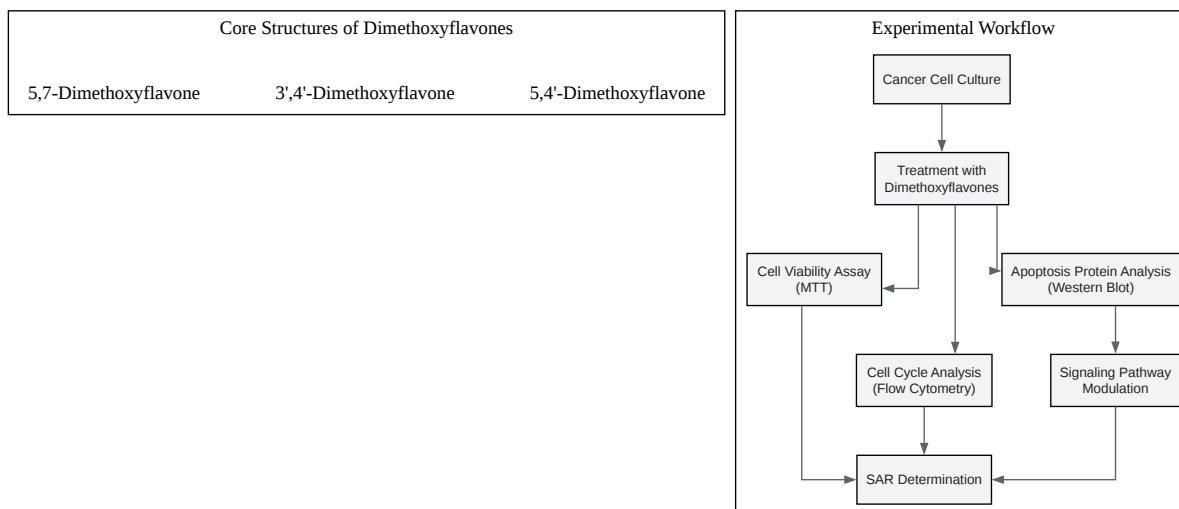 Core Structures of Dimethoxyflavones
5,7-Dimethoxyflavone
3',4'-Dimethoxyflavone
5,4'-Dimethoxyflavone
Experimental Workflow
Cancer Cell Culture
Treatment with
Dimethoxyflavones
Cell Viability Assay
(MTT)
Apoptosis Protein Analysis
(Western Blot)
Cell Cycle Analysis
(Flow Cytometry)
Signaling Pathway
Modulation
SAR Determination